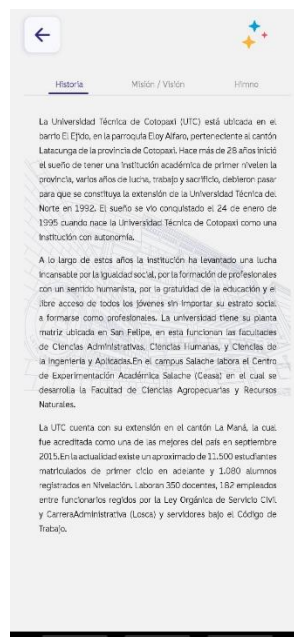 Historia
Misión / Visión
Himno
La Universidad Técnica de Cotopaxi (UTC) está ubicada en el
barrio El Ejido, en la parroquia Eloy Alfaro, perteneciente al cantón
Latacunga de la provincia de Cotopaxi. Hace más de 28 años inició
el sueño de tener una institución académica de primer nivel en la
provincia, varios años de lucha, trabajo y sacrificio, debieron pasar
para que se constituya la extensión de la Universidad Técnica del
Norte en 1992. El sueño se vio conquistado el 24 de enero de
1995 cuando nace la Universidad Técnica de Cotopaxi como una
institución con autonomía.
A lo largo de estos años la institución ha levantado una lucha
incansable por la igualdad social, por la formación de profesionales
con un sentido humanista, por la gratuidad de la educación y el
libre acceso de todos los jóvenes sin importar su estrato social
a formarse como profesionales. La universidad tiene su planta
matriz ubicada en San Felipe, en esta funcionan las facultades
de Ciencias Administrativas, Ciencias Humanas, y Ciencias de
la Ingeniería y Aplicadas.En el campus Salache labora el Centro
de Experimentación Académica Salache (Ceasa) en el cual se
desarrolla la Facultad de Ciencias Agropecuarias y Recursos
Naturales.
La UTC cuenta con su extensión en el cantón La Maná, la cual
fue acreditada como una de las mejores del país en septiembre
2015.En la actualidad existe un aproximado de 11.500 estudiantes
matriculados de primer ciclo en adelante y 1.080 alumnos
registrados en Nivelación. Laboran 350 docentes, 182 empleados
entre funcionarios regidos por la Ley Orgánica de Servicio Civil
y CarreraAdministrativa (Losca) y servidores bajo el Código de
Trabajo.